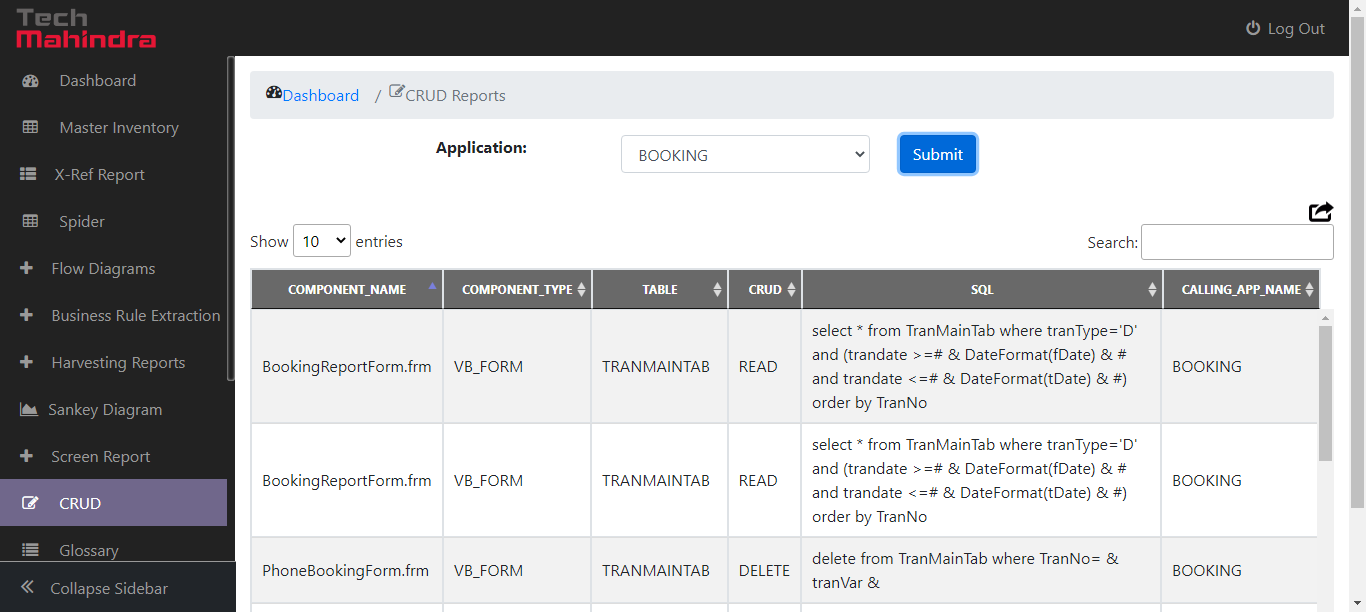 Tech
Mahindra
Log Out
Dashboard
Master Inventory
X-Ref Report
Spider
Flow Diagrams
Business Rule Extraction
Harvesting Reports
Sankey Diagram
Screen Report
CRUD
Glossary
Collapse Sidebar
Dashboard / CRUD Reports
Application: BOOKING Submit
Show 10 entries Search:
COMPONENT_NAME COMPONENT_TYPE TABLE CRUD SQL CALLING_APP_NAME
select * from TranMainTab where tranType='D'
and (trandate >=# & DateFormat(fDate) & #
BookingReportForm.frm VB_FORM TRANMAINTAB READ and trandate <=# & DateFormat(tDate) & #) BOOKING
order by TranNo
select * from TranMainTab where tranType='D'
and (trandate >=# & DateFormat(fDate) & #
BookingReportForm.frm VB_FORM TRANMAINTAB READ and trandate <=# & DateFormat(tDate) & #) BOOKING
order by TranNo
delete from TranMainTab where TranNo= &
PhoneBookingForm.frm VB_FORM TRANMAINTAB DELETE tranVar & BOOKING